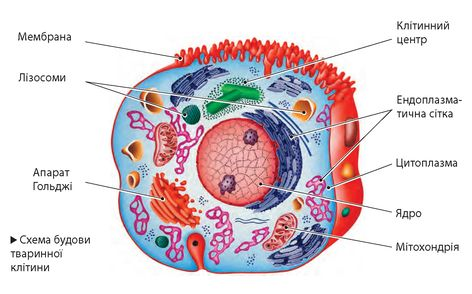 Мембрана
Лізосоми
Апарат
Гольджі
▶ Схема будови
тваринної
клітини
Клітинний
центр
Ендоплазма-
тична сітка
Цитоплазма
Ядро
Мітохондрія